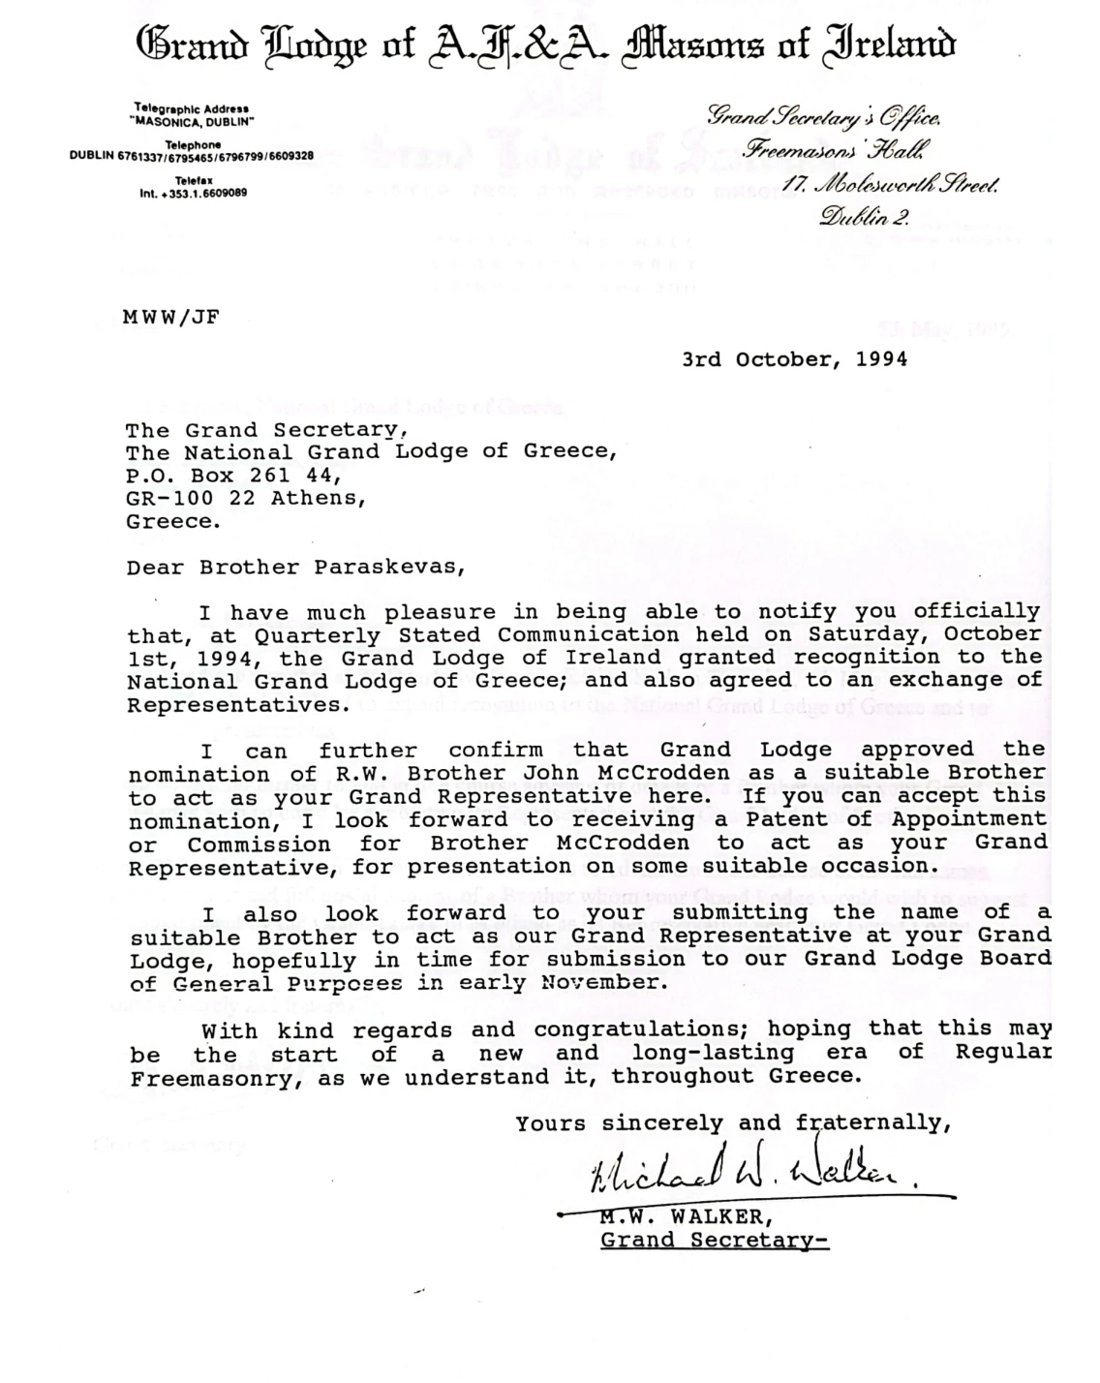 Grand Lodge of A.F.&A. Masons of Ireland
Telegraphic Address
"MASONICA, DUBLIN"
Telephone
DUBLIN 6761337/6795465/6796799/6609328
Telefax
Int. +353.1.6609089
Grand Secretary's Office.
Freemasons' Hall,
17. Molesworth Street.
Dublin 2.
MWW/JF
3rd October, 1994
The Grand Secretary,
The National Grand Lodge of Greece,
P.O. Box 261 44,
GR-100 22 Athens,
Greece.
Dear Brother Paraskevas,
I have much pleasure in being able to notify you officially
that, at Quarterly Stated Communication held on Saturday, October
1st, 1994, the Grand Lodge of Ireland granted recognition to the
National Grand Lodge of Greece; and also agreed to an exchange of
Representatives.
I can further confirm that Grand Lodge approved the
nomination of R.W. Brother John McCrodden as a suitable Brother
to act as your Grand Representative here. If you can accept this
nomination, I look forward to receiving a Patent of Appointment
or Commission for Brother McCrodden to act as your Grand
Representative, for presentation on some suitable occasion.
I also look forward to your submitting the name of a
suitable Brother to act as our Grand Representative at your Grand
Lodge, hopefully in time for submission to our Grand Lodge Board
of General Purposes in early November.
With kind regards and congratulations; hoping that this may
be the start of a new and long-lasting era of Regular
Freemasonry, as we understand it, throughout Greece.
Yours sincerely and fraternally,
Michael W. Walker.
M.W. WALKER,
Grand Secretary-